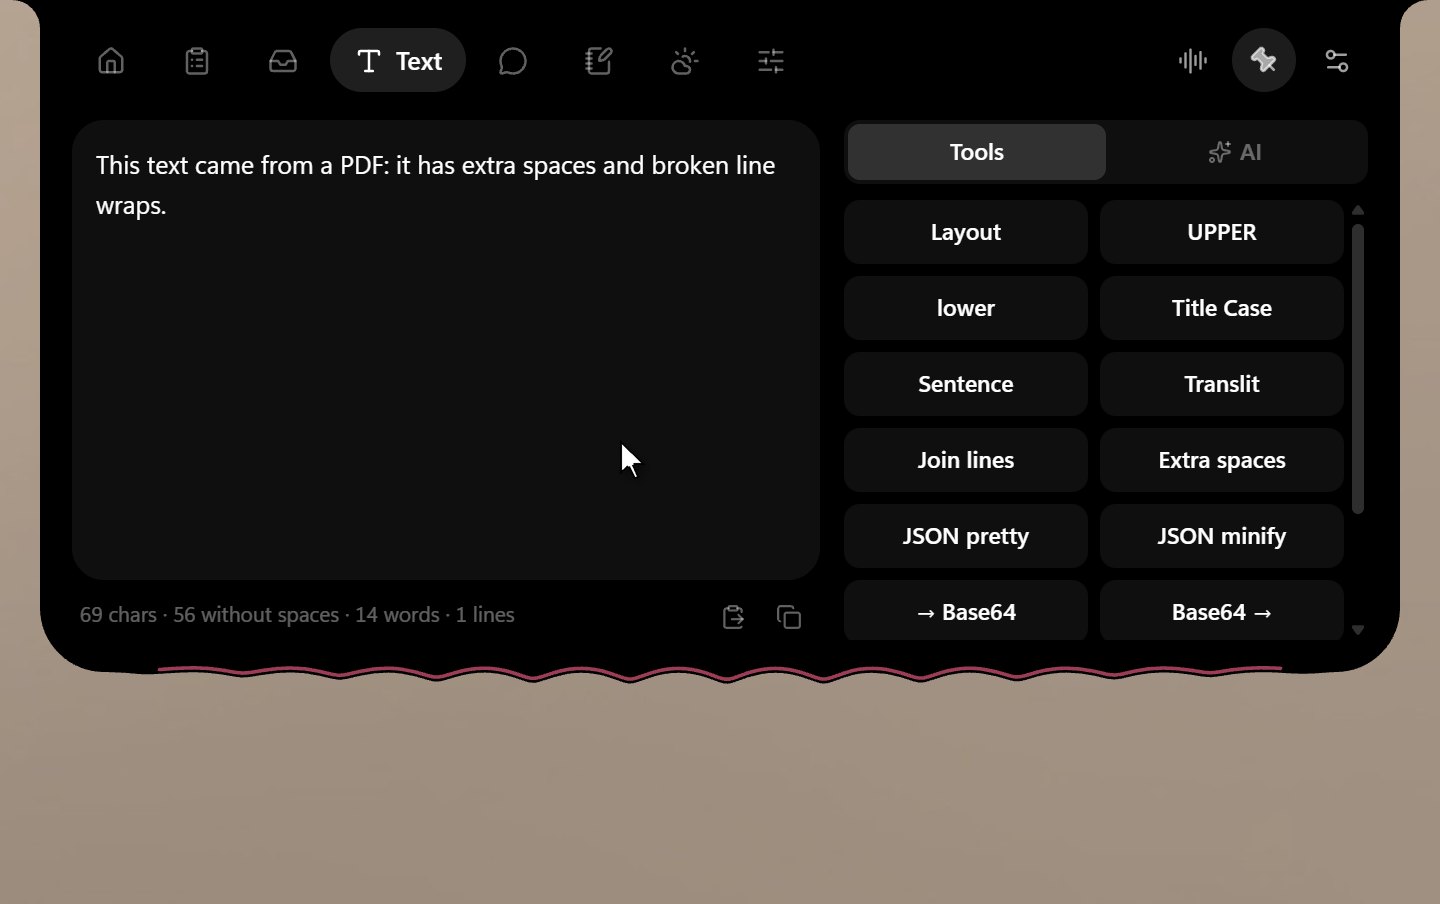 Text
This text came from a PDF: it has extra spaces and broken line
wraps.
69 chars · 56 without spaces · 14 words · 1 lines
Tools
AI
Layout
UPPER
lower
Title Case
Sentence
Translit
Join lines
Extra spaces
JSON pretty
JSON minify
→ Base64
Base64 →